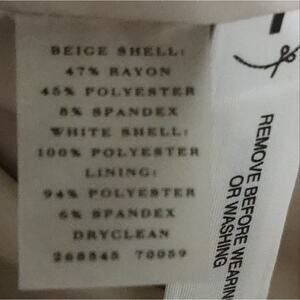 BEIGE SHELL:
47% RAYON
45% POLYESTER
8% SPANDEX
WHITE SHELL:
100% POLYESTER
LINING:
94% POLYESTER
6% SPANDEX
DRYCLEAN
268545 70059
REMOVE BEFORE WEARIN
OR WASHING